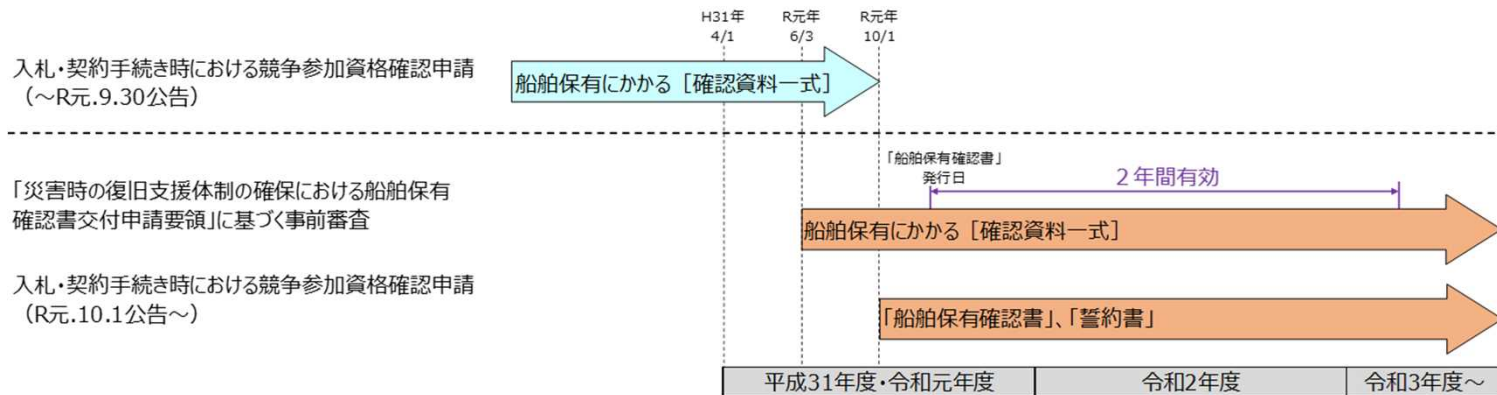 H31年 R元年 R元年
4/1 6/3 10/1
入札・契約手続き時における競争参加資格確認申請
（～R元.9.30公告）
船舶保有にかかる［確認資料一式］
「船舶保有確認書」
発行日
２年間有効
「災害時の復旧支援体制の確保における船舶保有
確認書交付申請要領」に基づく事前審査
船舶保有にかかる［確認資料一式］
入札・契約手続き時における競争参加資格確認申請
（R元.10.1公告～）
「船舶保有確認書」、「誓約書」
平成31年度・令和元年度 令和2年度 令和3年度～